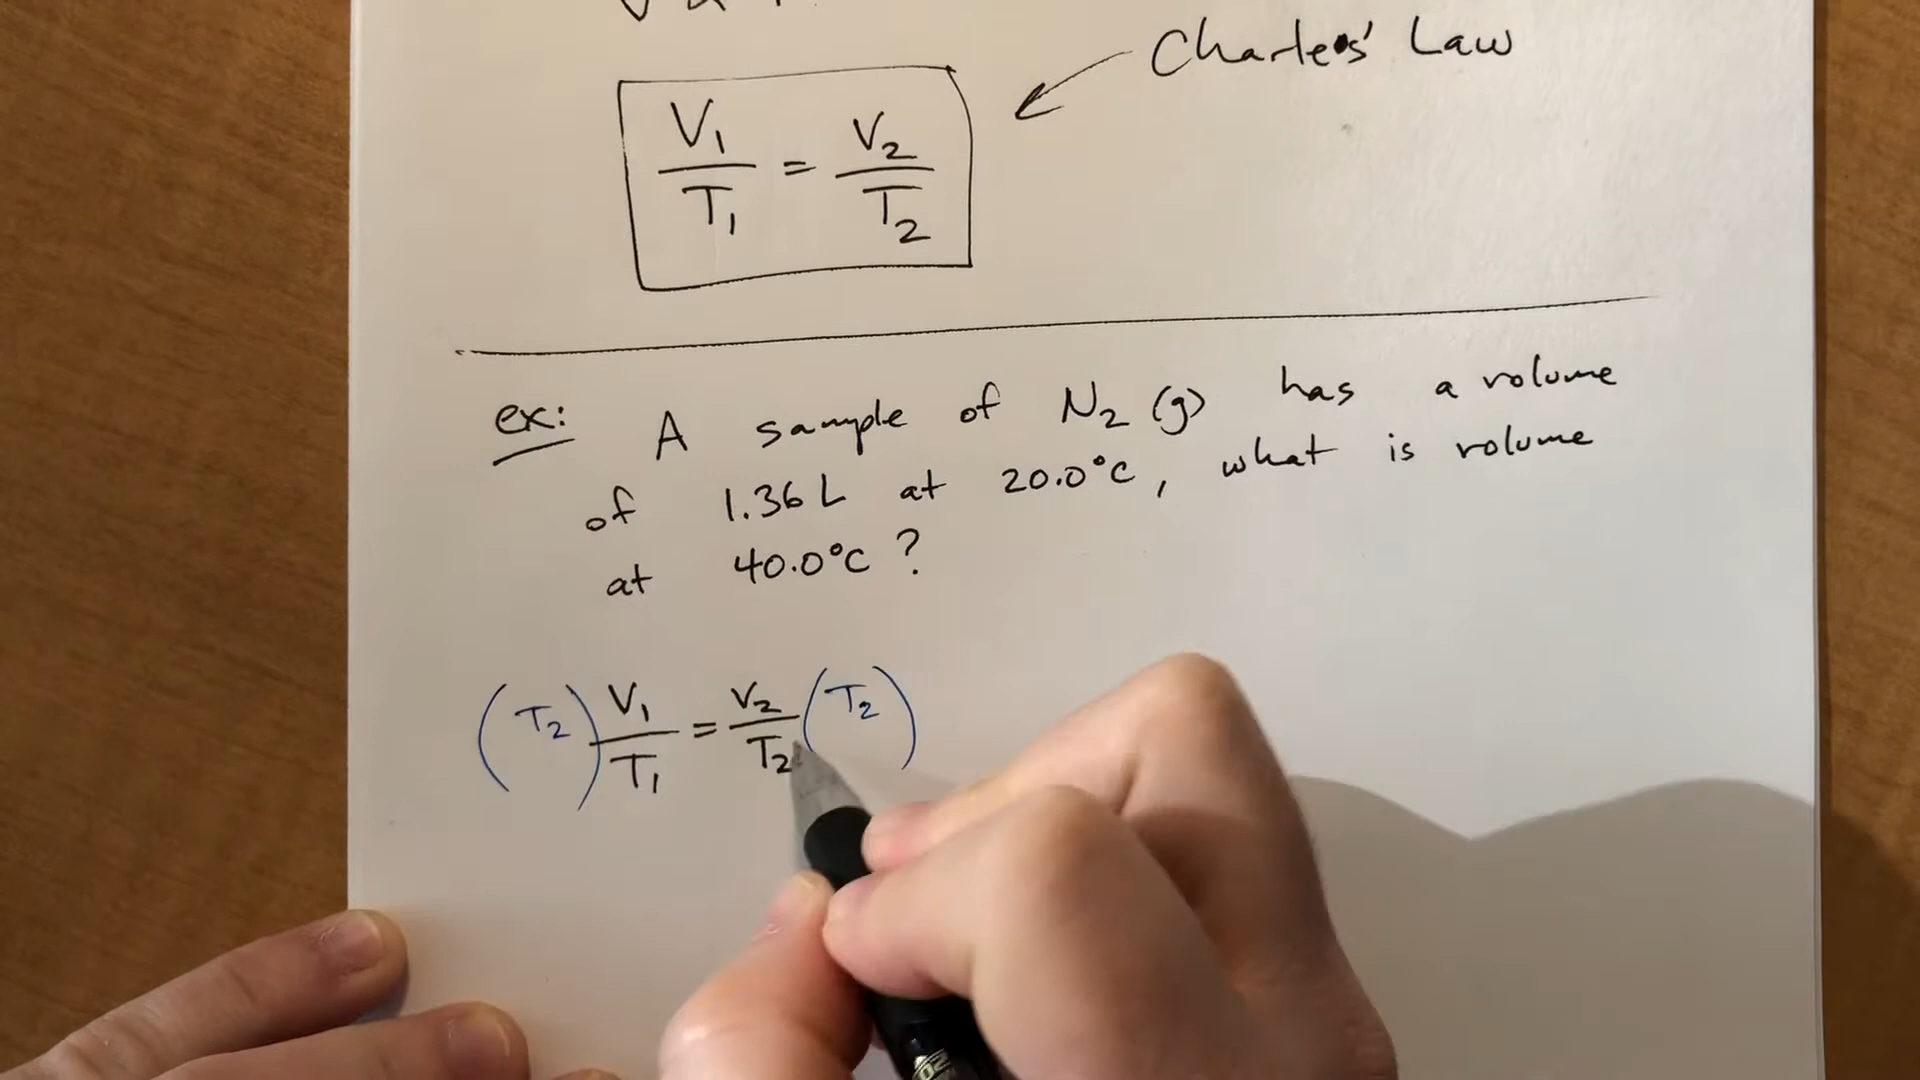 Charles' Law
V₁/T₁ = V₂/T₂
ex: A sample of N₂ (g) has a volume
of 1.36 L at 20.0°C, what is volume
at 40.0°C ?
(T₂) V₁/T₁ = V₂/T₂ (T₂)